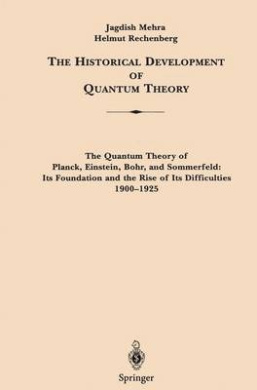 Jagdish Mehra
Helmut Rechenberg
THE HISTORICAL DEVELOPMENT
OF
QUANTUM THEORY
The Quantum Theory of
Planck, Einstein, Bohr, and Sommerfeld:
Its Foundation and the Rise of Its Difficulties
1900–1925
Springer